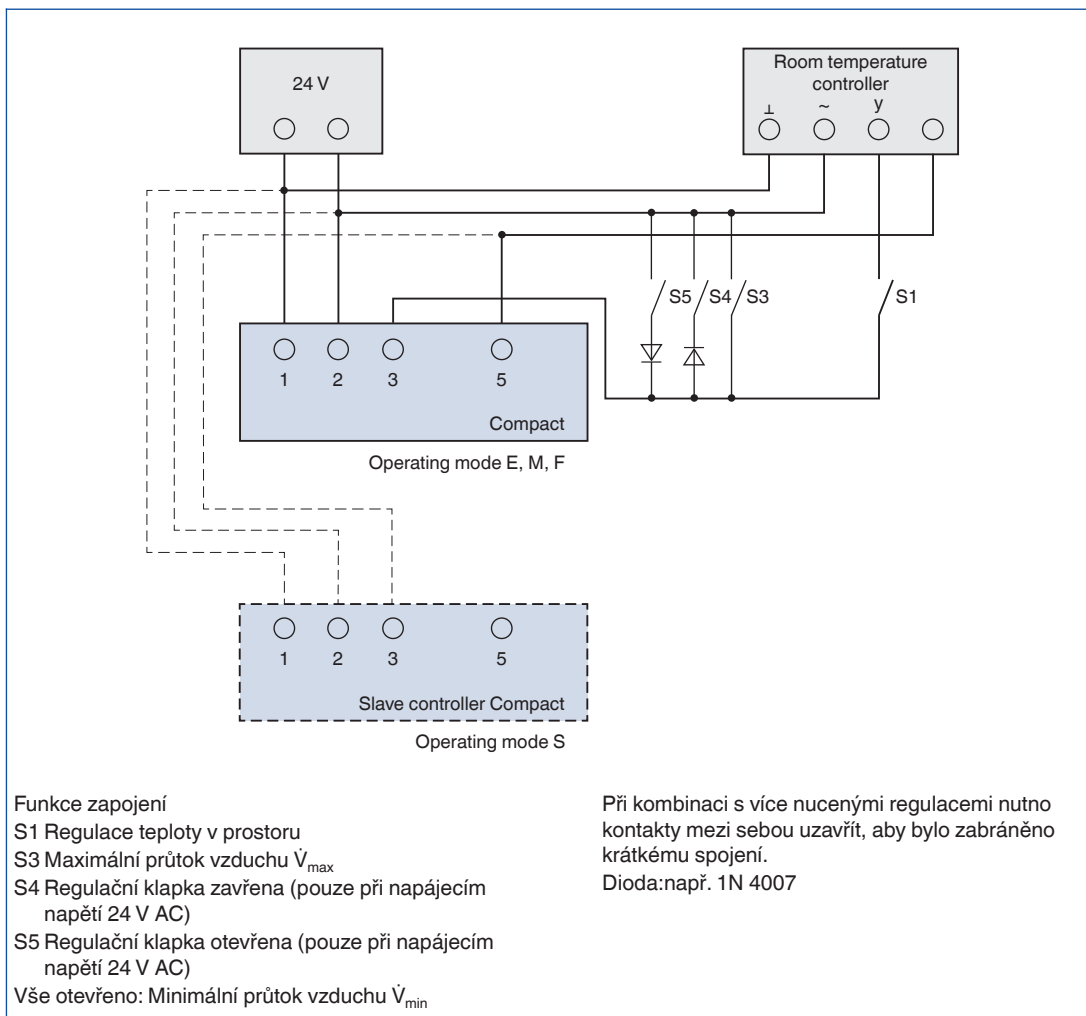 24 V
Room temperature
controller
⊥ ~ y
S5 S4 S3 S1
1 2 3 5
Compact
Operating mode E, M, F
1 2 3 5
Slave controller Compact
Operating mode S
Funkce zapojení
S1 Regulace teploty v prostoru
S3 Maximální průtok vzduchu V̇max
S4 Regulační klapka zavřena (pouze při napájecím
napětí 24 V AC)
S5 Regulační klapka otevřena (pouze při napájecím
napětí 24 V AC)
Vše otevřeno: Minimální průtok vzduchu V̇min
Při kombinaci s více nucenými regulacemi nutno
kontakty mezi sebou uzavřít, aby bylo zabráněno
krátkému spojení.
Dioda:např. 1N 4007